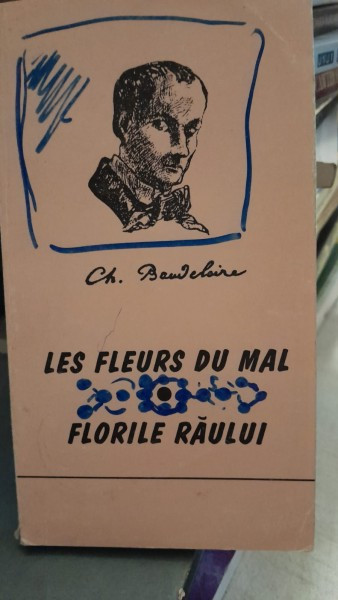 Ch. Baudelaire
LES FLEURS DU MAL
FLORILE RĂULUI